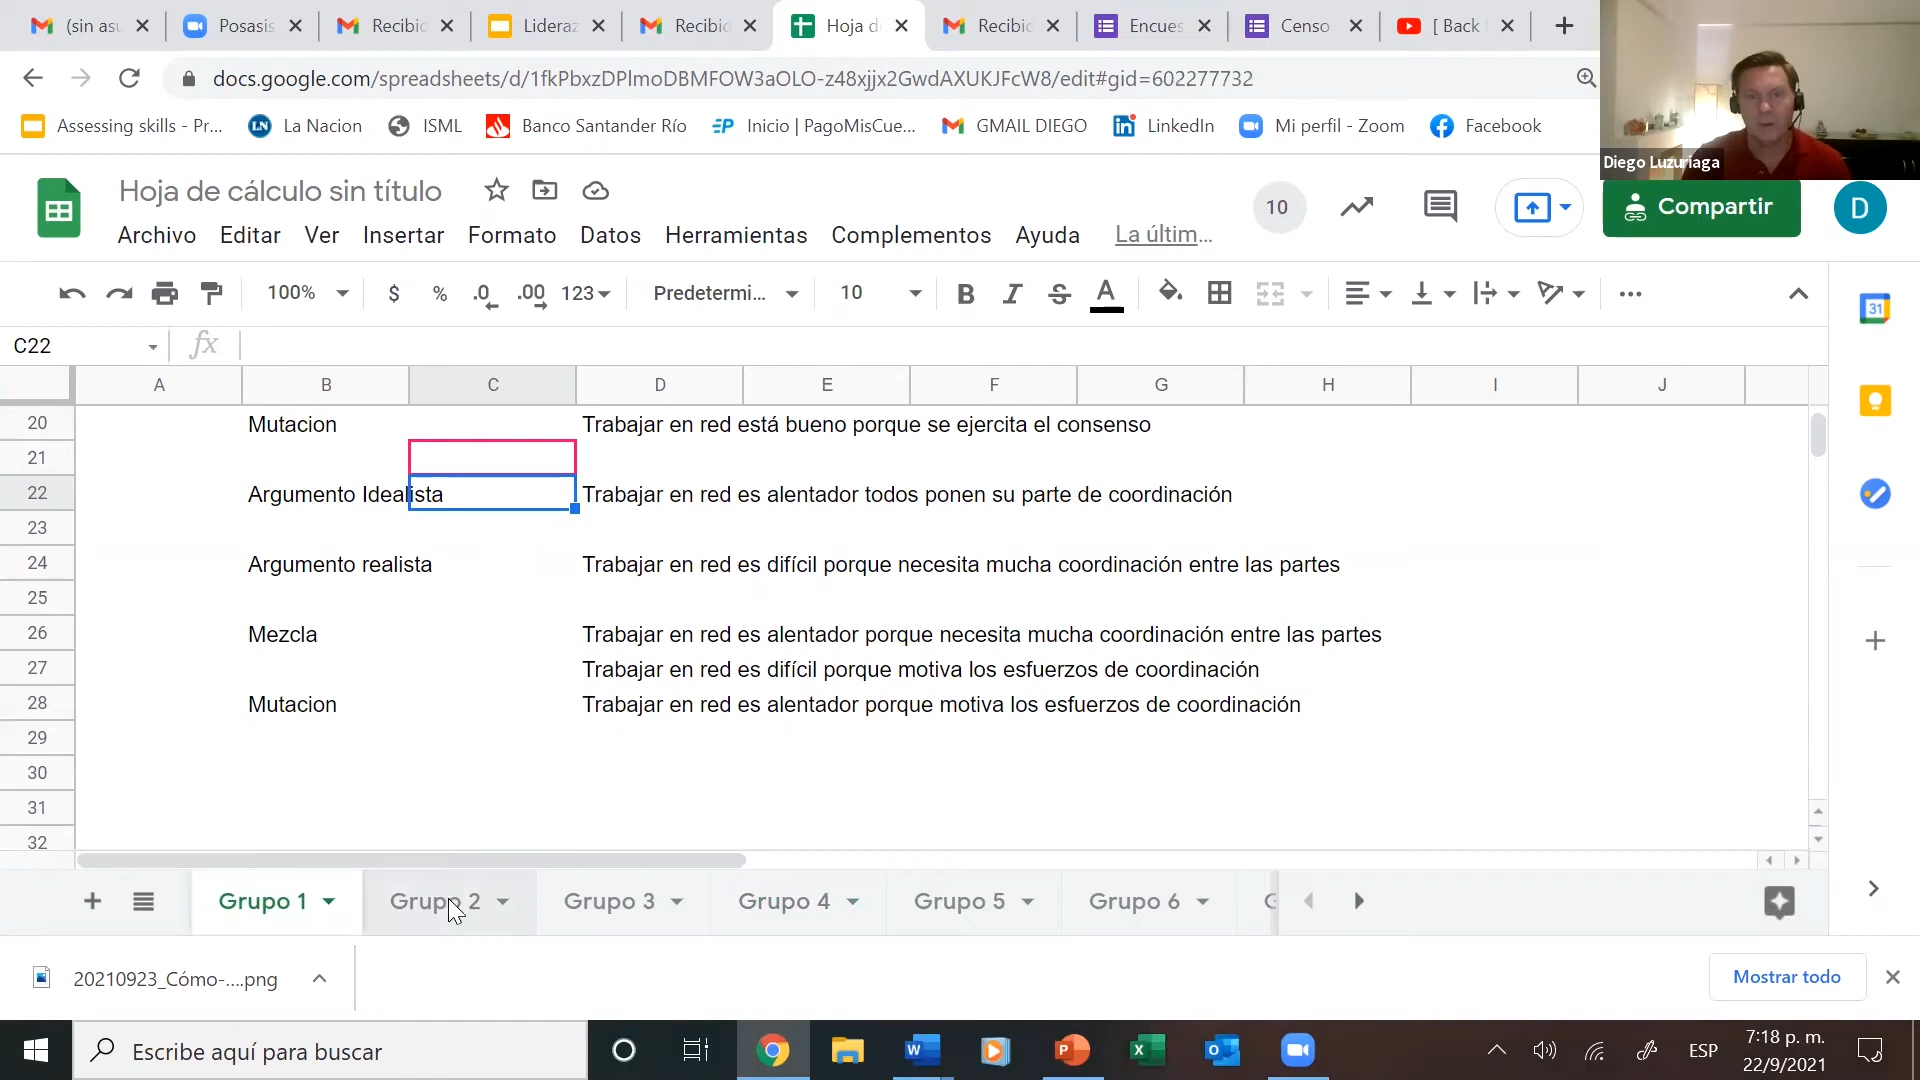 (sin asu
Posasis
Recibid
Lideraz
Recibid
Hoja d
Recibid
Encues
Censo
[ Back
docs.google.com/spreadsheets/d/1fkPbxzDPlmoDBMFOW3aOLO-z48xjjx2GwdAXUKJFcW8/edit#gid=602277732
Assessing skills - Pr...
LN La Nacion
ISML
Banco Santander Río
Inicio | PagoMisCue...
GMAIL DIEGO
LinkedIn
Mi perfil - Zoom
Facebook
Diego Luzuriaga
Hoja de cálculo sin título
10
Compartir
D
Archivo Editar Ver Insertar Formato Datos Herramientas Complementos Ayuda La últim...
100% $ % .0 .00 123 Predetermi... 10 B I S A
31
C22 fx
A B C D E F G H I J
20 Mutacion Trabajar en red está bueno porque se ejercita el consenso
21
22 Argumento Idealista Trabajar en red es alentador todos ponen su parte de coordinación
23
24 Argumento realista Trabajar en red es difícil porque necesita mucha coordinación entre las partes
25
26 Mezcla Trabajar en red es alentador porque necesita mucha coordinación entre las partes
27 Trabajar en red es difícil porque motiva los esfuerzos de coordinación
28 Mutacion Trabajar en red es alentador porque motiva los esfuerzos de coordinación
29
30
31
32
Grupo 1 Grupo 2 Grupo 3 Grupo 4 Grupo 5 Grupo 6
20210923_Cómo-....png
Mostrar todo
Escribe aquí para buscar
ESP
7:18 p. m.
22/9/2021